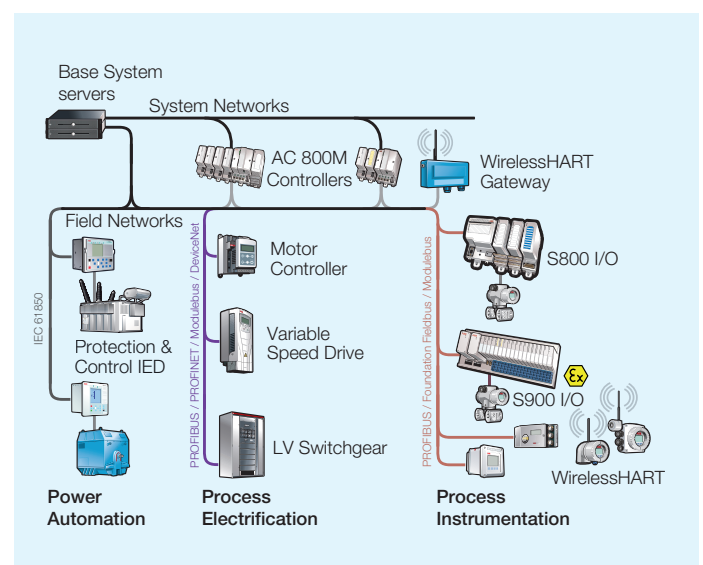 Base System
servers
System Networks
AC 800M
Controllers
WirelessHART
Gateway
Field Networks
IEC 61850
Protection &
Control IED
PROFIBUS / PROFINET / Modulebus / DeviceNet
Motor
Controller
Variable
Speed Drive
LV Switchgear
PROFIBUS / Foundation Fieldbus / Modulebus
S800 I/O
Ex
S900 I/O
WirelessHART
Power
Automation
Process
Electrification
Process
Instrumentation